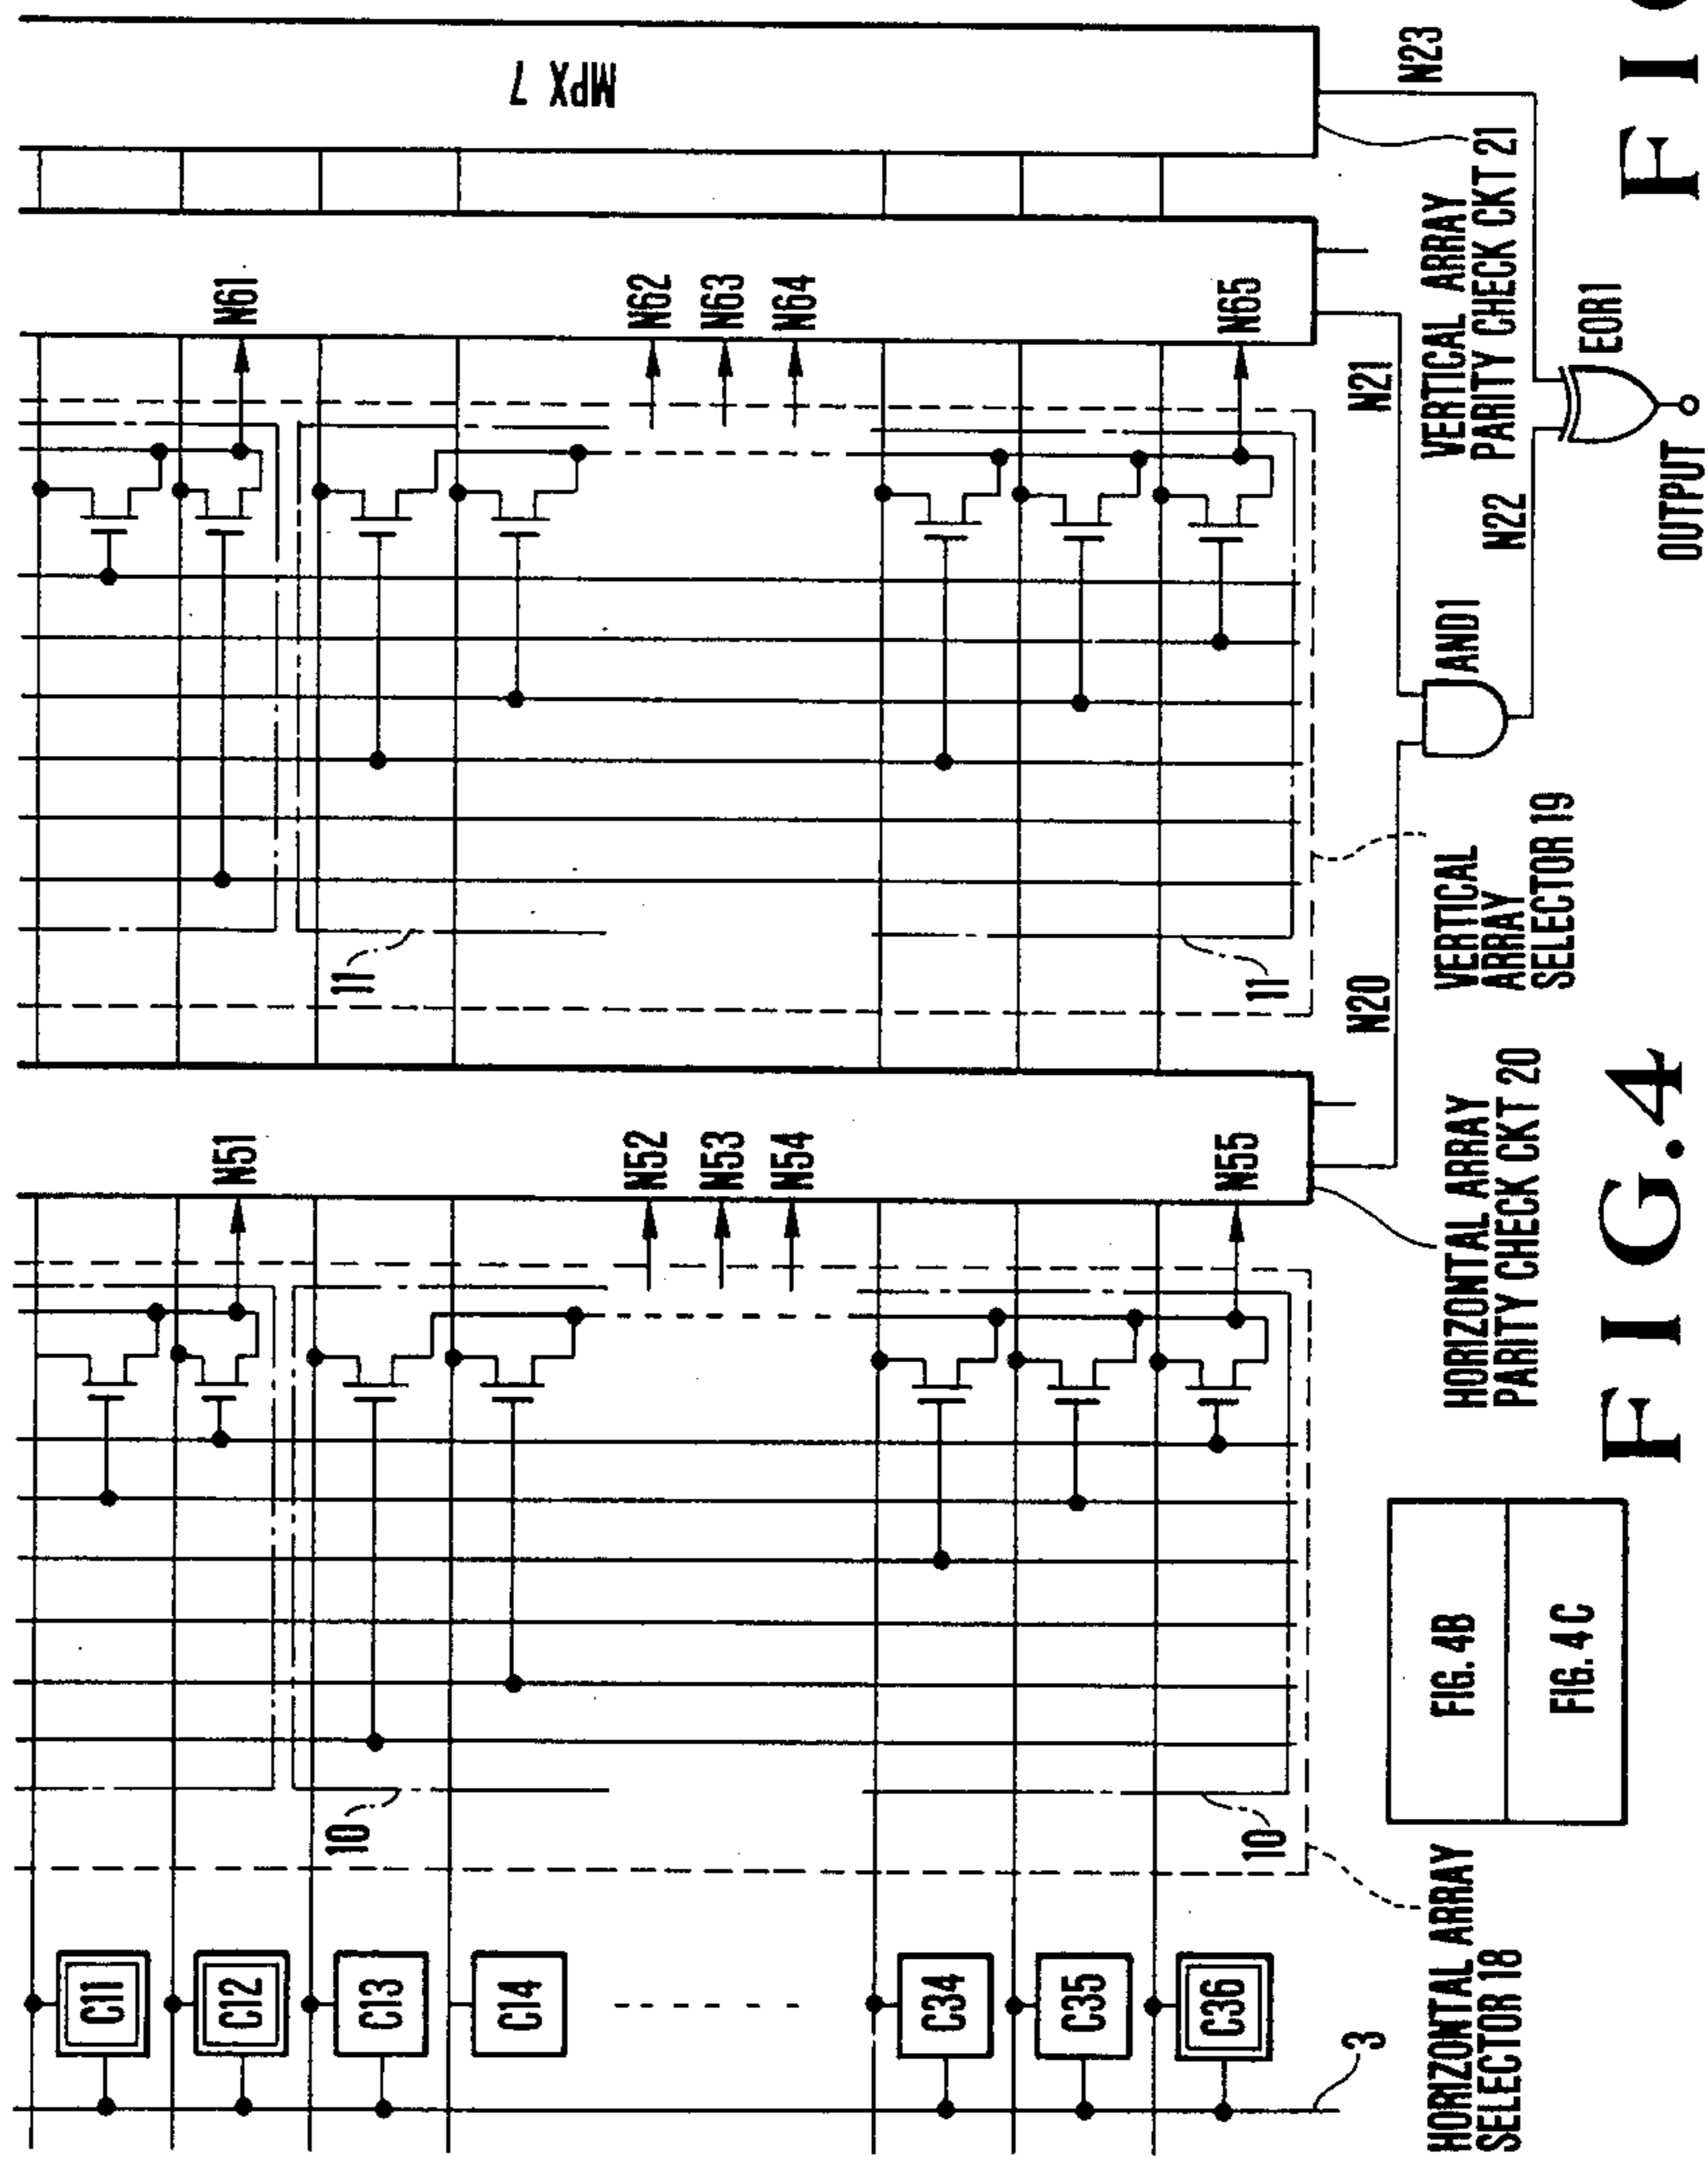 MPX 7
N23
VERTICAL ARRAY
PARITY CHECK CKT 21
F I
N61
N62
N63
N64
N65
N21
EOR1
N22
OUTPUT
AND1
11
11
VERTICAL
ARRAY
SELECTOR 19
N20
N51
N52
N53
N54
N55
HORIZONTAL ARRAY
PARITY CHECK CKT 20
F I G. 4
10
10
FIG. 4B
FIG. 4C
HORIZONTAL ARRAY
SELECTOR 18
C11
C12
C13
C14
C34
C35
C36
3